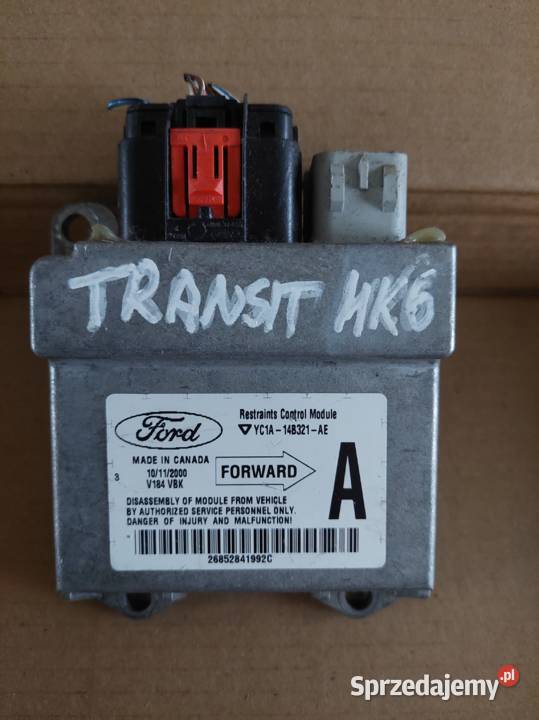 TRANSIT MK6
Ford
Restraints Control Module
YC1A-14B321-AE
MADE IN CANADA
10/11/2000
V184 VBK
3
FORWARD
A
DISASSEMBLY OF MODULE FROM VEHICLE
BY AUTHORIZED SERVICE PERSONNEL ONLY.
DANGER OF INJURY AND MALFUNCTION!
26852841992C
Sprzedajemy.pl